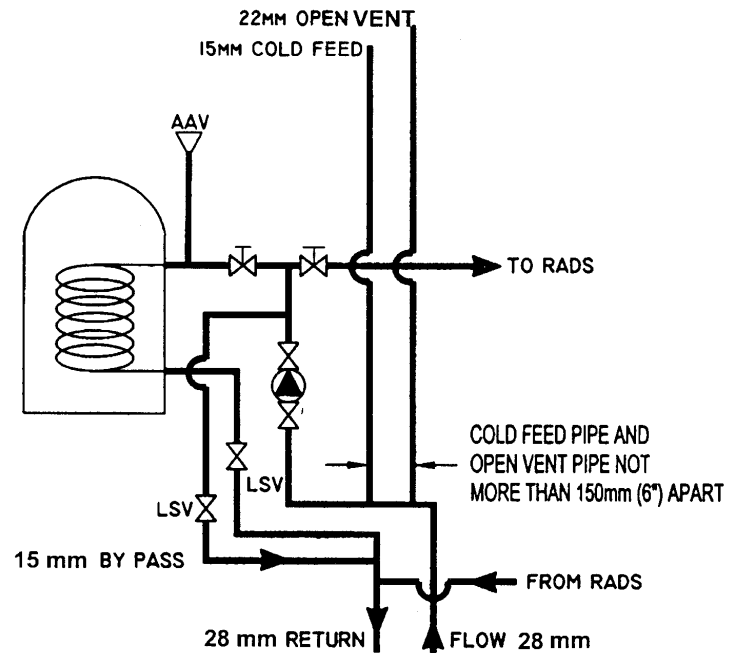 22MM OPEN VENT
15MM COLD FEED
AAV
TO RADS
COLD FEED PIPE AND
OPEN VENT PIPE NOT
MORE THAN 150mm (6") APART
LSV
LSV
15 mm BY PASS
FROM RADS
28 mm RETURN
FLOW 28 mm